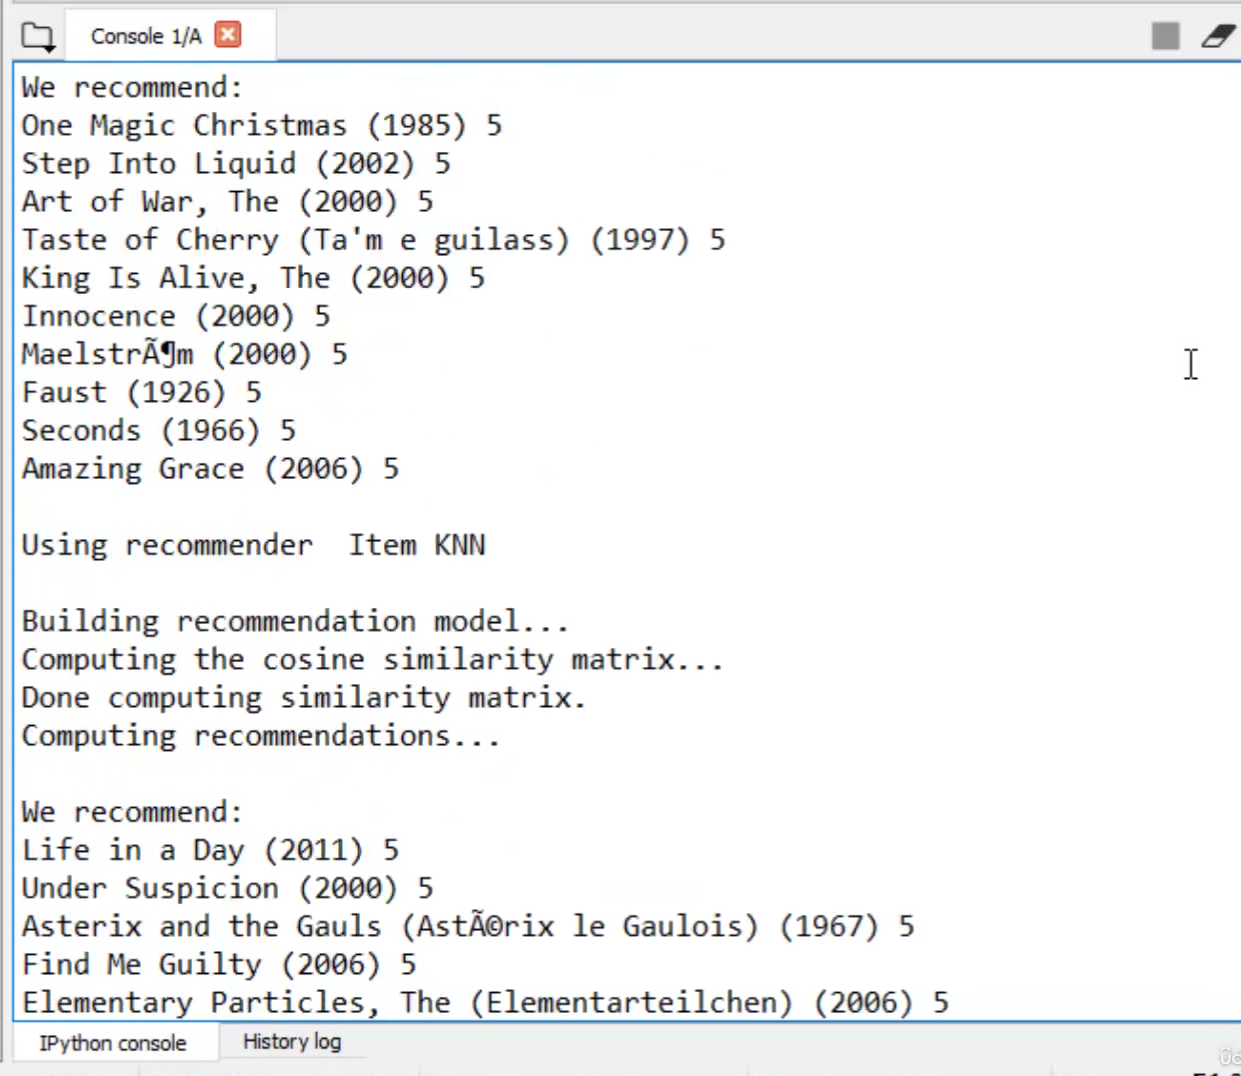 Console 1/A
We recommend:
One Magic Christmas (1985) 5
Step Into Liquid (2002) 5
Art of War, The (2000) 5
Taste of Cherry (Ta'm e guilass) (1997) 5
King Is Alive, The (2000) 5
Innocence (2000) 5
MaelstrÃ¶m (2000) 5
Faust (1926) 5
Seconds (1966) 5
Amazing Grace (2006) 5
Using recommender  Item KNN
Building recommendation model...
Computing the cosine similarity matrix...
Done computing similarity matrix.
Computing recommendations...
We recommend:
Life in a Day (2011) 5
Under Suspicion (2000) 5
Asterix and the Gauls (AstÃ©rix le Gaulois) (1967) 5
Find Me Guilty (2006) 5
Elementary Particles, The (Elementarteilchen) (2006) 5
IPython console
History log